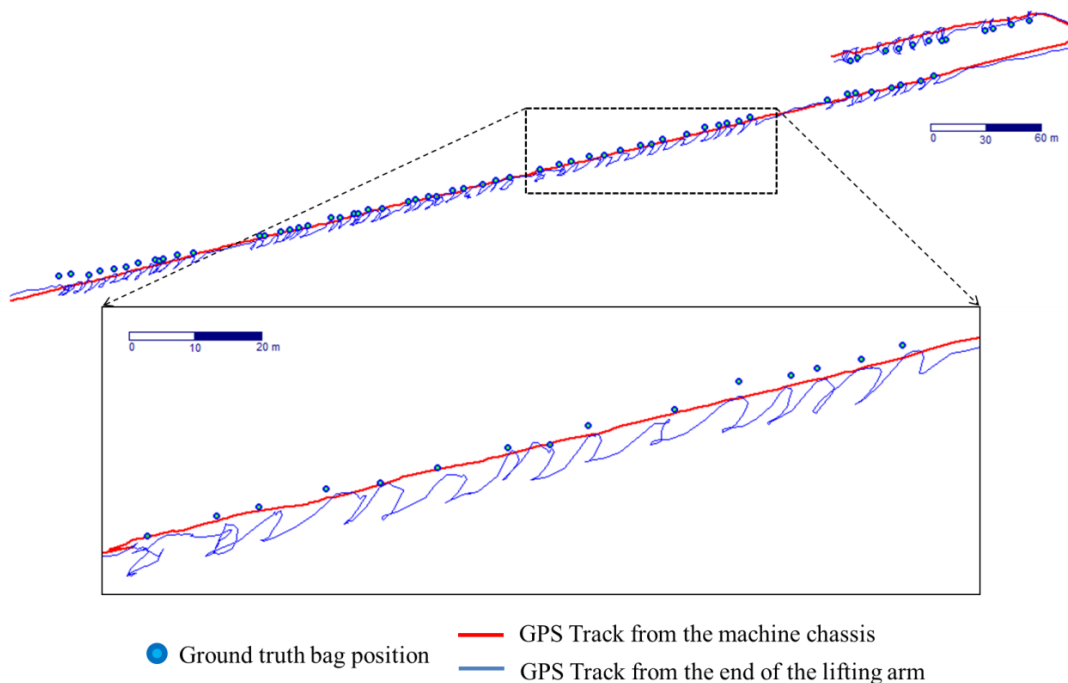 0 30 60 m
0 10 20 m
Ground truth bag position
GPS Track from the machine chassis
GPS Track from the end of the lifting arm